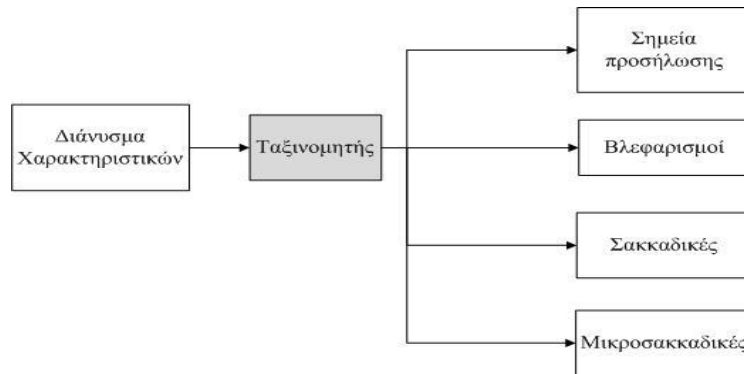 Διάνυσμα
Χαρακτηριστικών
Ταξινομητής
Σημεία
προσήλωσης
Βλεφαρισμοί
Σακκαδικές
Μικροσακκαδικές